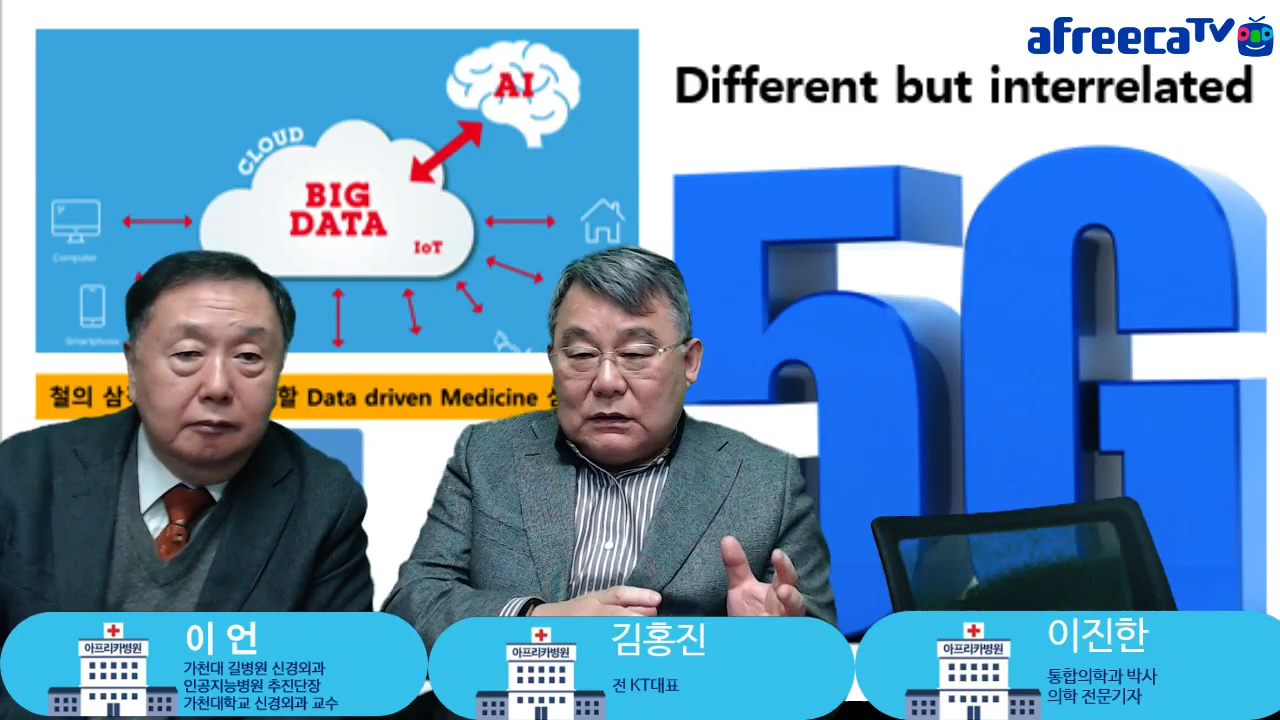 afreecaTV
Different but interrelated
AI
CLOUD
BIG
DATA
IoT
Computer
Smartphone
철의 삼
할 Data driven Medicine
5G
아프리카병원
이 언
가천대 길병원 신경외과
인공지능병원 추진단장
가천대학교 신경외과 교수
아프리카병원
김홍진
전 KT대표
아프리카병원
이진한
통합의학과 박사
의학 전문기자